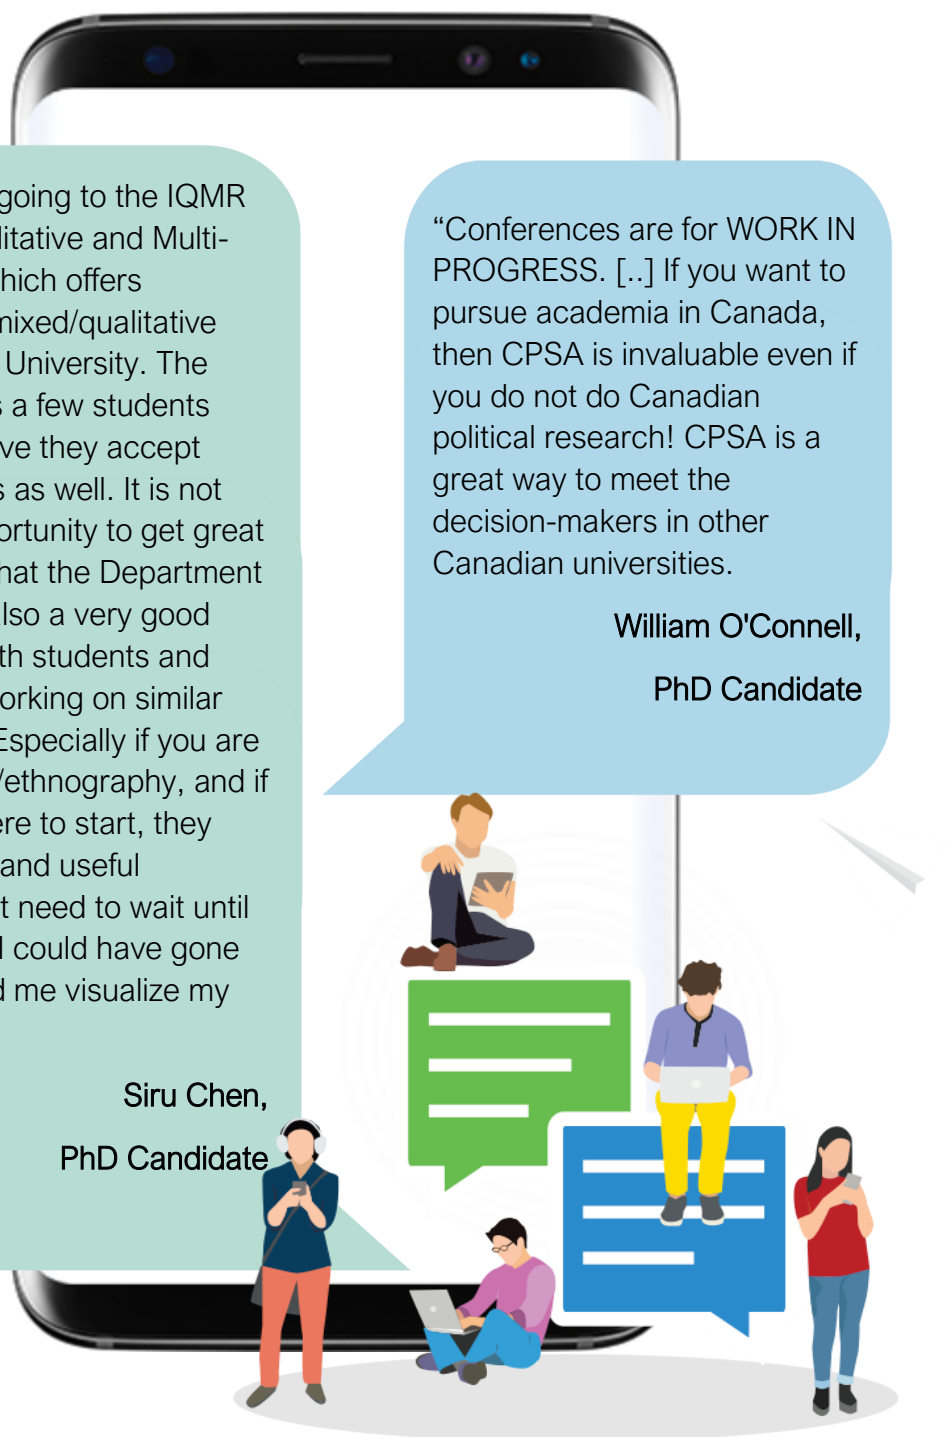 going to the IQMR
litative and Multi-
hich offers
mixed/qualitative
University. The
s a few students
ve they accept
s as well. It is not
portunity to get great
hat the Department
lso a very good
th students and
orking on similar
Especially if you are
/ethnography, and if
ere to start, they
and useful
t need to wait until
I could have gone
d me visualize my
Siru Chen,
PhD Candidate
“Conferences are for WORK IN
PROGRESS. [..] If you want to
pursue academia in Canada,
then CPSA is invaluable even if
you do not do Canadian
political research! CPSA is a
great way to meet the
decision-makers in other
Canadian universities.
William O'Connell,
PhD Candidate